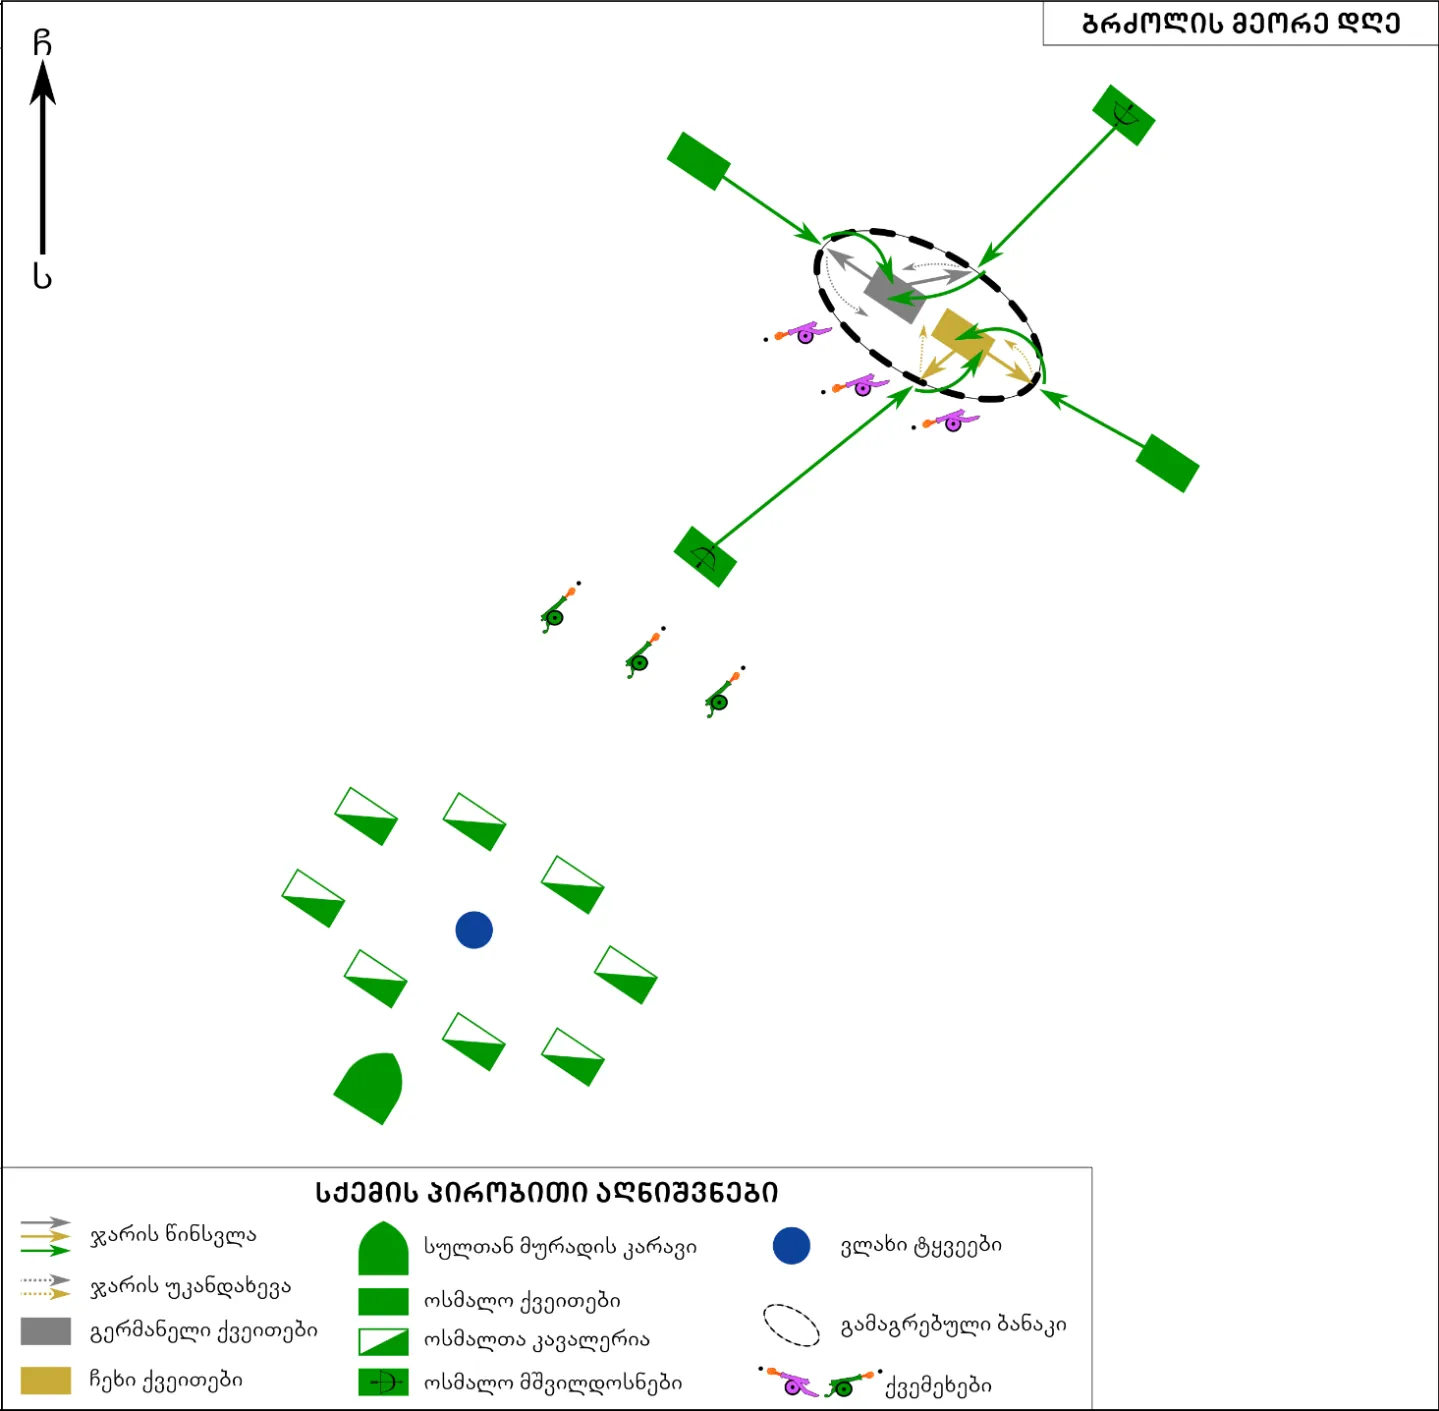 ბრძოლის მეორე დღე
ჩ
ს
სქემის პირობითი აღნიშვნები
ჯარის წინსვლა
ჯარის უკანდახევა
გერმანელი ქვეითები
ჩეხი ქვეითები
სულთან მურადის კარავი
ოსმალო ქვეითები
ოსმალთა კავალერია
ოსმალო მშვილდოსნები
ვლახი ტყვეები
გამაგრებული ბანაკი
ქვემეხები